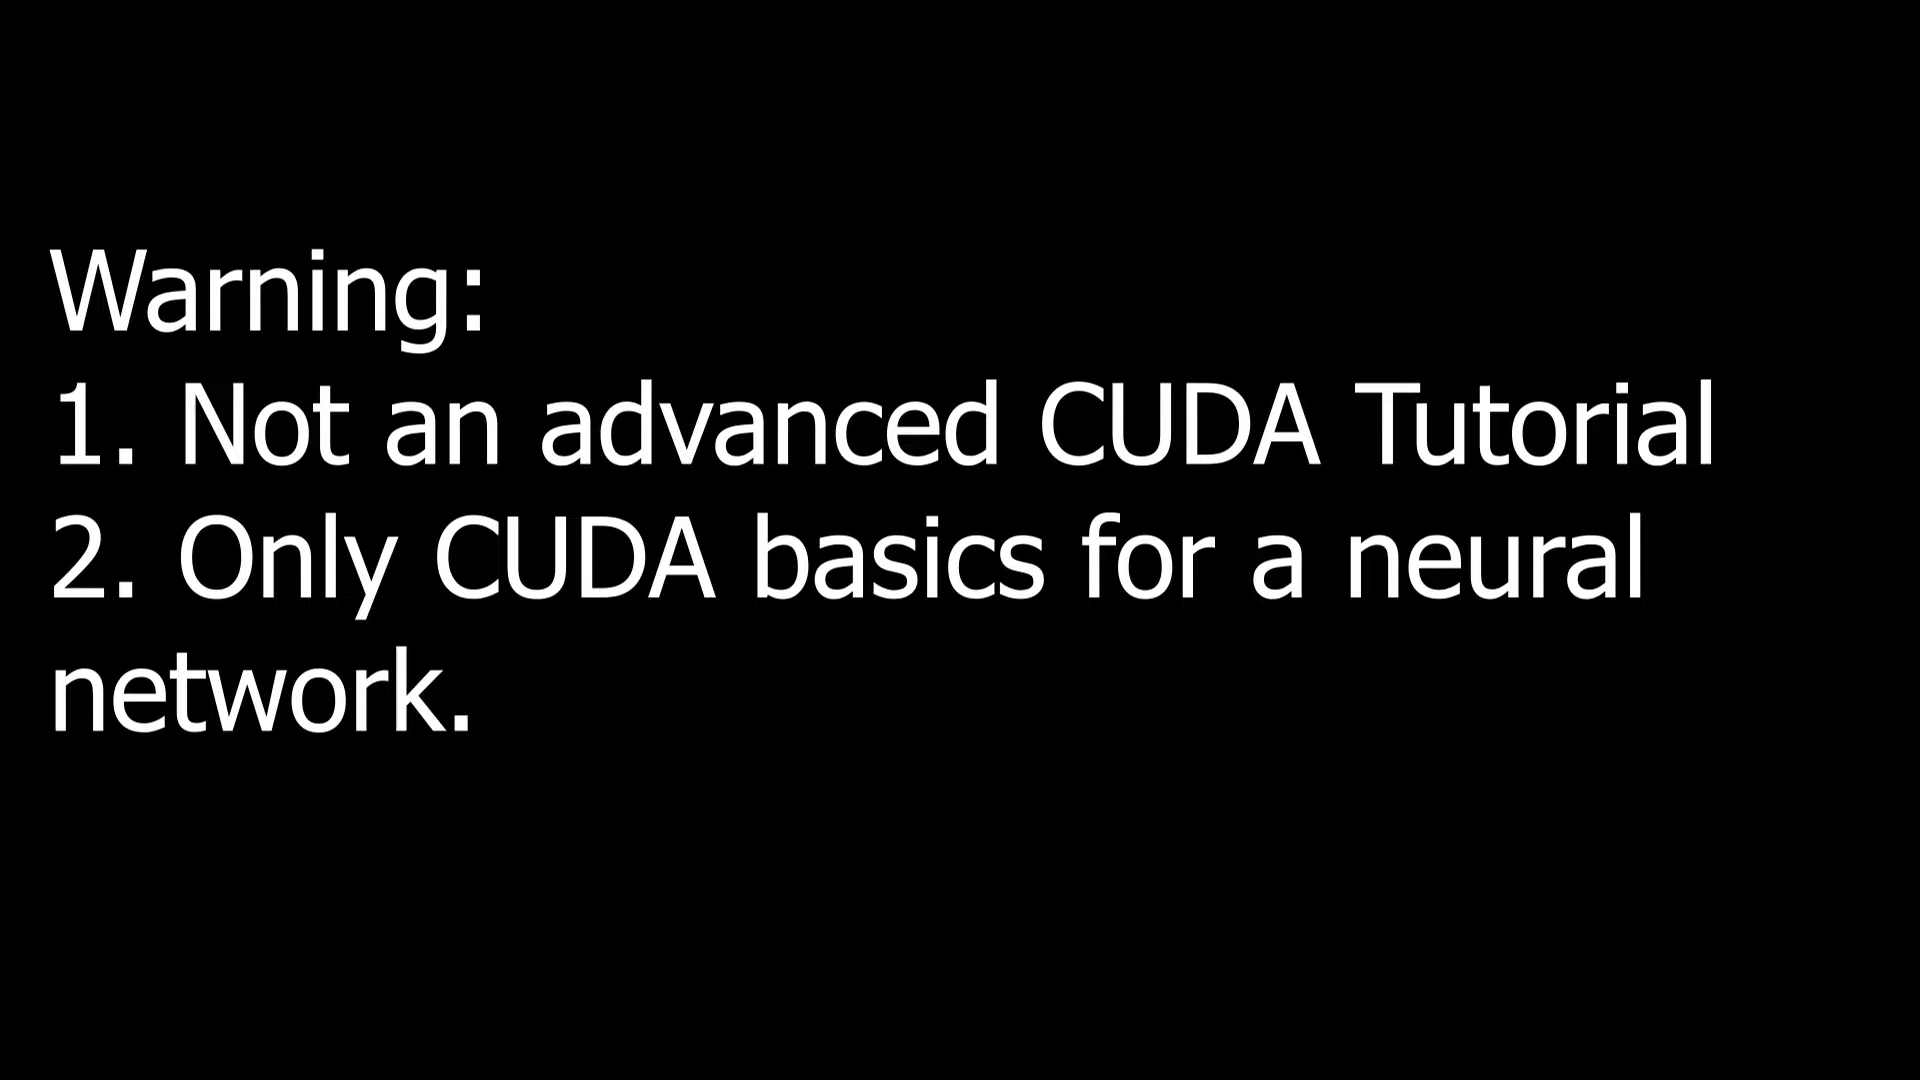 Warning:
1. Not an advanced CUDA Tutorial
2. Only CUDA basics for a neural
network.